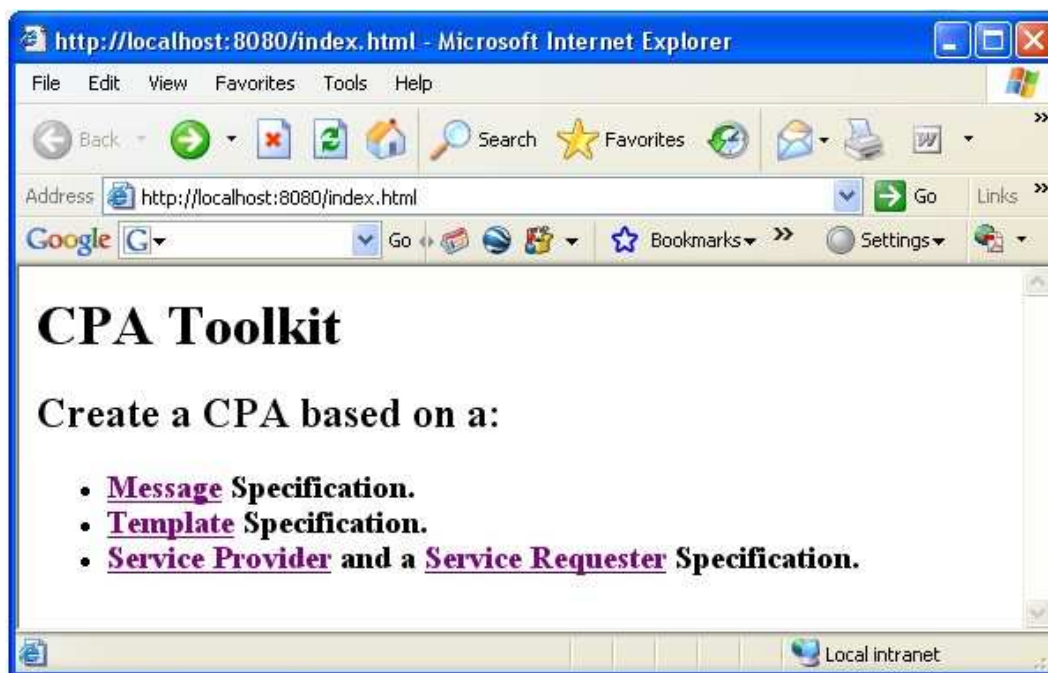 http://localhost:8080/index.html - Microsoft Internet Explorer
File Edit View Favorites Tools Help
Back Search Favorites W »
Address http://localhost:8080/index.html Go Links »
Google G Go Bookmarks » Settings
CPA Toolkit
Create a CPA based on a:
• Message Specification.
• Template Specification.
• Service Provider and a Service Requester Specification.
Local intranet